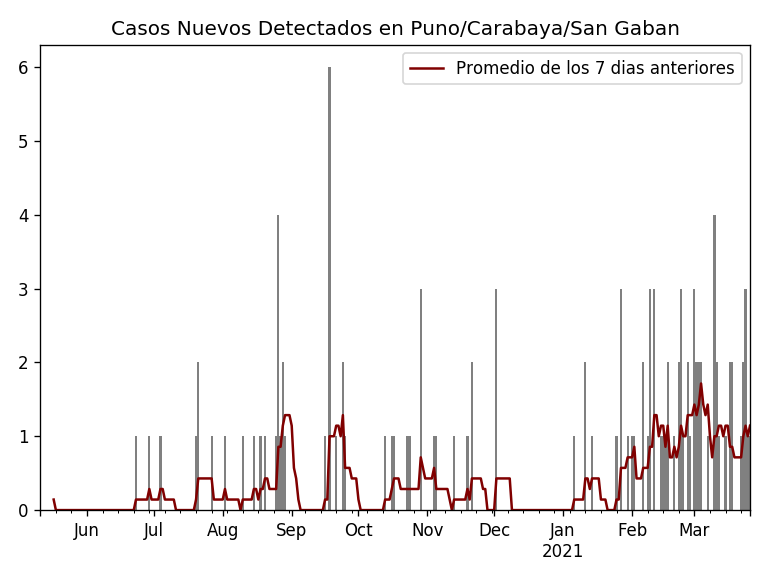 Casos Nuevos Detectados en Puno/Carabaya/San Gaban
Promedio de los 7 dias anteriores
6
5
4
3
2
1
0
Jun Jul Aug Sep Oct Nov Dec Jan Feb Mar
2021